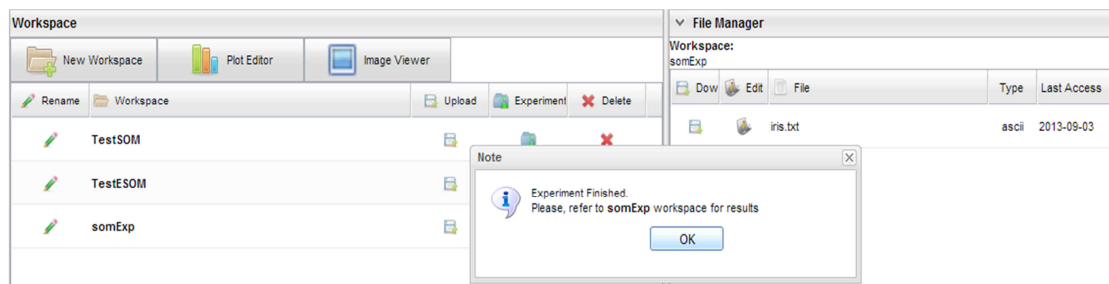 Workspace
New Workspace
Plot Editor
Image Viewer
Rename Workspace Upload Experiment Delete
TestSOM
TestESOM
somExp
File Manager
Workspace:
somExp
Dow Edit File Type Last Access
iris.txt ascii 2013-09-03
Note
Experiment Finished.
Please, refer to somExp workspace for results
OK